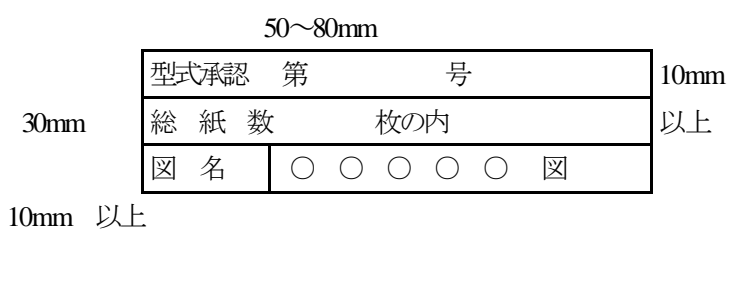 50～80mm
型式承認 第 号 10mm
30mm 総 紙 数 枚の内 以上
図 名 ○ ○ ○ ○ ○ 図
10mm 以上